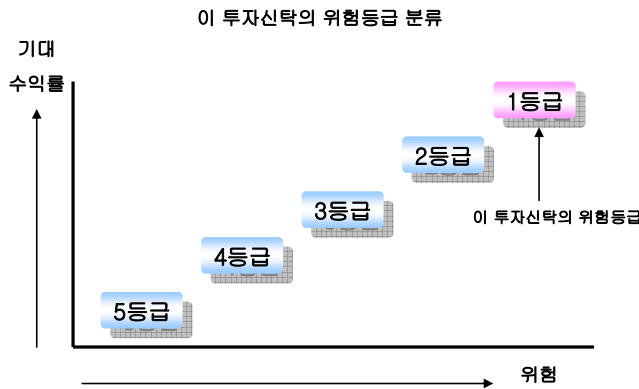 이 투자신탁의 위험등급 분류
기대
수익률
1등급
2등급
3등급
이 투자신탁의 위험등급
4등급
5등급
위험